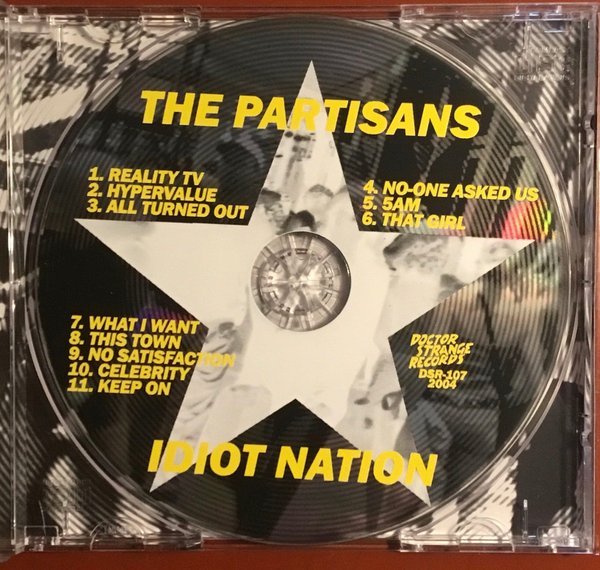 THE PARTISANS
1. REALITY TV
2. HYPERVALUE
3. ALL TURNED OUT
4. NO-ONE ASKED US
5. 5AM
6. THAT GIRL
7. WHAT I WANT
8. THIS TOWN
9. NO SATISFACTION
10. CELEBRITY
11. KEEP ON
DOCTOR
STRANGE
RECORDS
DSR-107
2004
IDIOT NATION